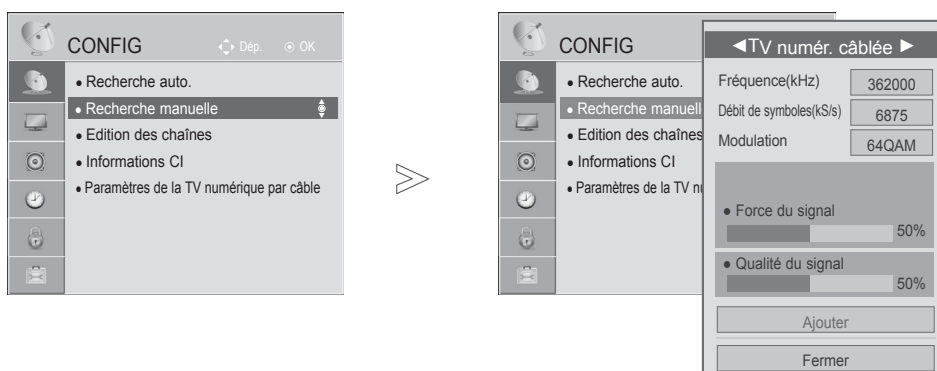 CONFIG
Dép. OK
• Recherche auto.
• Recherche manuelle
• Edition des chaînes
• Informations CI
• Paramètres de la TV numérique par câble
CONFIG
• Recherche auto.
• Recherche manuell
• Edition des chaînes
• Informations CI
• Paramètres de la TV nu
◄TV numér. câblée ►
Fréquence(kHz) 362000
Débit de symboles(kS/s) 6875
Modulation 64QAM
• Force du signal
50%
• Qualité du signal
50%
Ajouter
Fermer